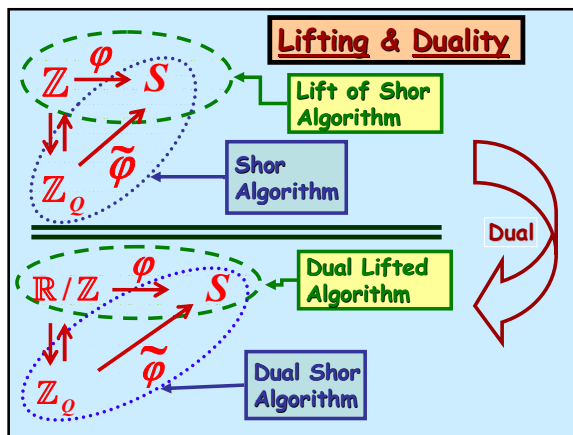 Lifting & Duality
φ
ℤ S
Lift of Shor
Algorithm
φ̃
ℤ_Q
Shor
Algorithm
Dual
φ
ℝ / ℤ S
Dual Lifted
Algorithm
φ̃
ℤ_Q
Dual Shor
Algorithm